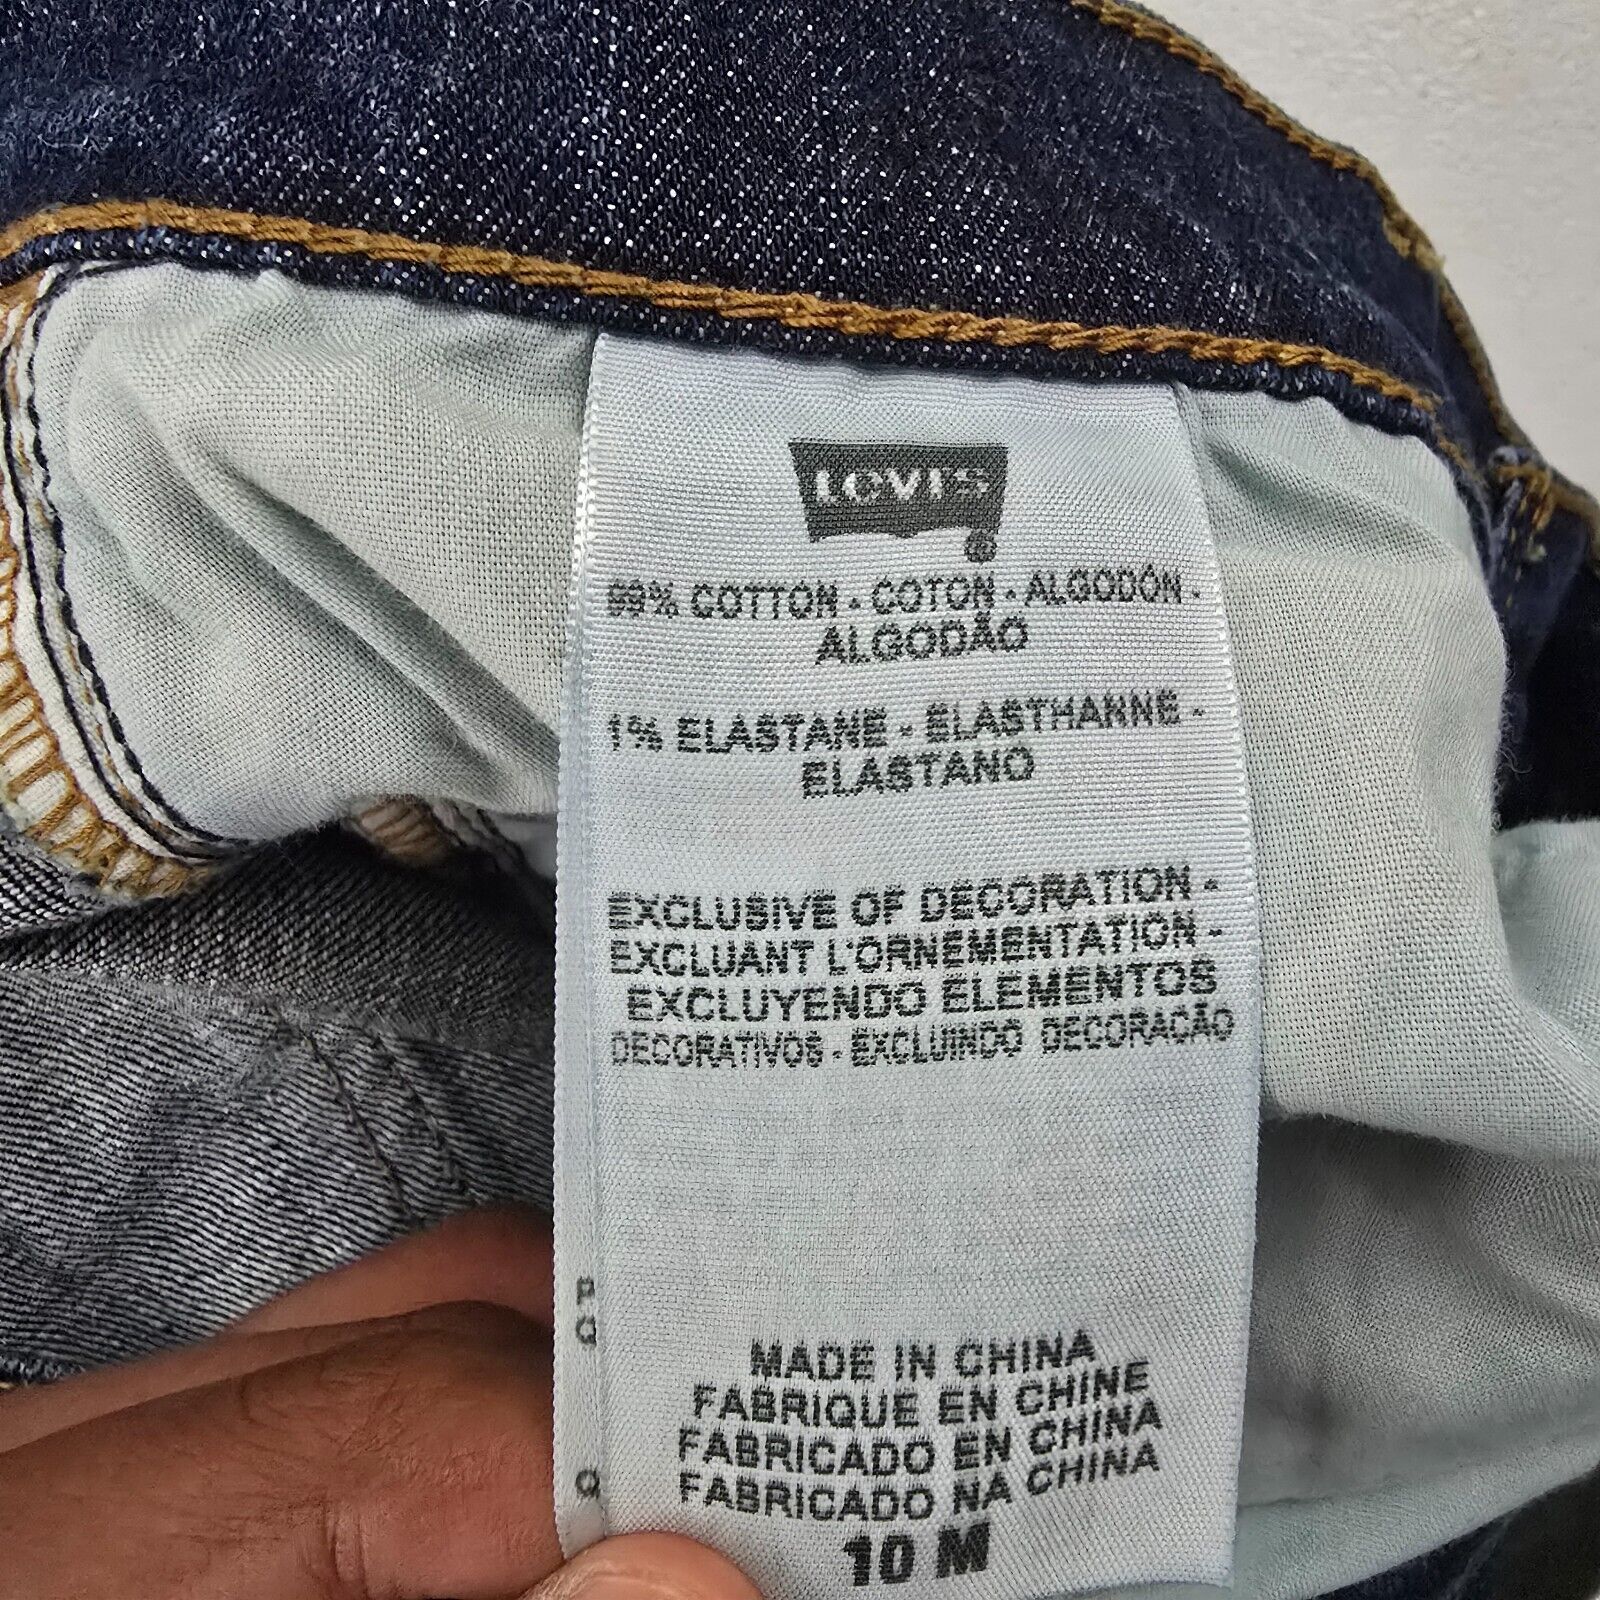 LEVI'S
®
99% COTTON - COTON - ALGODÓN -
ALGODÃO
1% ELASTANE - ELASTHANNE -
ELASTANO
EXCLUSIVE OF DECORATION -
EXCLUANT L'ORNEMENTATION -
EXCLUYENDO ELEMENTOS
DECORATIVOS - EXCLUINDO DECORAÇÃO
MADE IN CHINA
FABRIQUE EN CHINE
FABRICADO EN CHINA
FABRICADO NA CHINA
10 M